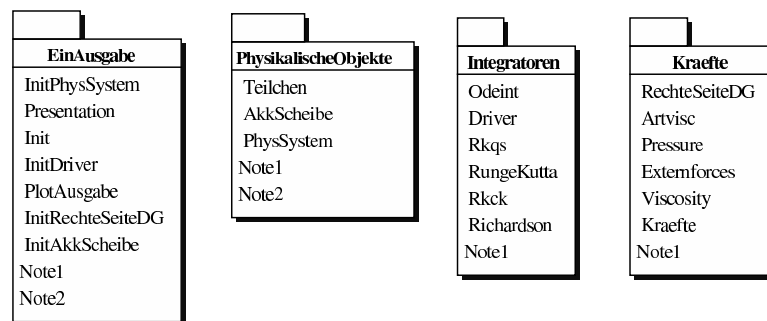 EinAusgabe
InitPhysSystem
Presentation
Init
InitDriver
PlotAusgabe
InitRechteSeiteDG
InitAkkScheibe
Note1
Note2
PhysikalischeObjekte
Teilchen
AkkScheibe
PhysSystem
Note1
Note2
Integratoren
Odeint
Driver
Rkqs
RungeKutta
Rkck
Richardson
Note1
Kraefte
RechteSeiteDG
Artvisc
Pressure
Externforces
Viscosity
Kraefte
Note1